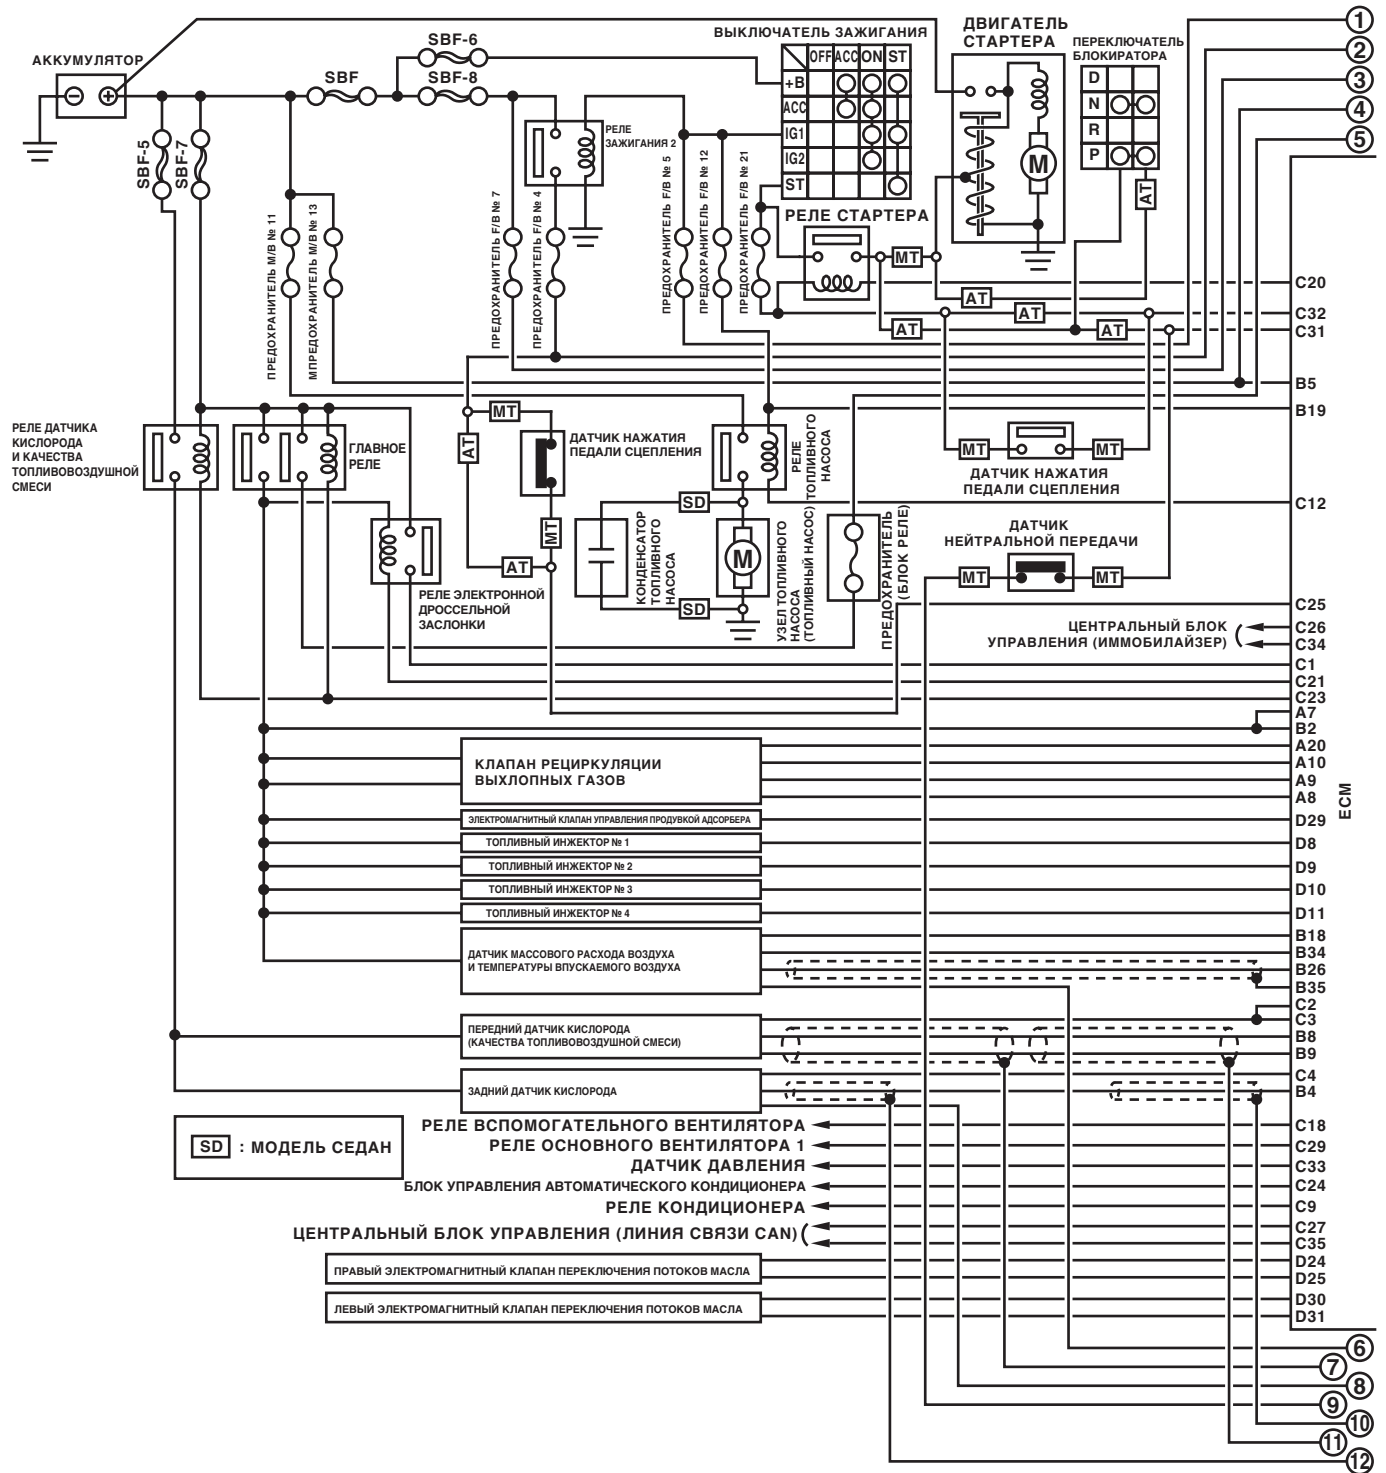 АККУМУЛЯТОР
SBF
SBF-6
SBF-8
SBF-5
SBF-7
ВЫКЛЮЧАТЕЛЬ ЗАЖИГАНИЯ
OFF ACC ON ST
+B
ACC
IG1
IG2
ST
ДВИГАТЕЛЬ
СТАРТЕРА
M
ПЕРЕКЛЮЧАТЕЛЬ
БЛОКИРАТОРА
D
N
R
P
AT
1
2
3
4
5
РЕЛЕ
ЗАЖИГАНИЯ 2
РЕЛЕ СТАРТЕРА
MT
AT
AT
AT
AT
ПРЕДОХРАНИТЕЛЬ M/B № 11
МПРЕДОХРАНИТЕЛЬ M/B № 13
ПРЕДОХРАНИТЕЛЬ F/B № 7
ПРЕДОХРАНИТЕЛЬ F/B № 4
ПРЕДОХРАНИТЕЛЬ F/B № 5
ПРЕДОХРАНИТЕЛЬ F/B № 12
ПРЕДОХРАНИТЕЛЬ F/B № 21
РЕЛЕ ДАТЧИКА
КИСЛОРОДА
И КАЧЕСТВА
ТОПЛИВОВОЗДУШНОЙ
СМЕСИ
ГЛАВНОЕ
РЕЛЕ
MT
AT
MT
AT
ДАТЧИК НАЖАТИЯ
ПЕДАЛИ СЦЕПЛЕНИЯ
РЕЛЕ
ТОПЛИВНОГО
НАСОСА
MT
MT
ДАТЧИК НАЖАТИЯ
ПЕДАЛИ СЦЕПЛЕНИЯ
SD
SD
КОНДЕНСАТОР
ТОПЛИВНОГО
НАСОСА
M
УЗЕЛ ТОПЛИВНОГО
НАСОСА
(ТОПЛИВНЫЙ НАСОС)
ПРЕДОХРАНИТЕЛЬ
(БЛОК РЕЛЕ)
ДАТЧИК
НЕЙТРАЛЬНОЙ ПЕРЕДАЧИ
MT
MT
РЕЛЕ ЭЛЕКТРОННОЙ
ДРОССЕЛЬНОЙ
ЗАСЛОНКИ
ЦЕНТРАЛЬНЫЙ БЛОК
УПРАВЛЕНИЯ (ИММОБИЛАЙЗЕР)
C20
C32
C31
B5
B19
C12
C25
C26
C34
C1
C21
C23
A7
B2
A20
A10
A9
A8
D29
D8
D9
D10
D11
B18
B34
B26
B35
C2
C3
B8
B9
C4
B4
C18
C29
C33
C24
C9
C27
C35
D24
D25
D30
D31
ECM
КЛАПАН РЕЦИРКУЛЯЦИИ
ВЫХЛОПНЫХ ГАЗОВ
ЭЛЕКТРОМАГНИТНЫЙ КЛАПАН УПРАВЛЕНИЯ ПРОДУВКОЙ АДСОРБЕРА
ТОПЛИВНЫЙ ИНЖЕКТОР № 1
ТОПЛИВНЫЙ ИНЖЕКТОР № 2
ТОПЛИВНЫЙ ИНЖЕКТОР № 3
ТОПЛИВНЫЙ ИНЖЕКТОР № 4
ДАТЧИК МАССОВОГО РАСХОДА ВОЗДУХА
И ТЕМПЕРАТУРЫ ВПУСКАЕМОГО ВОЗДУХА
ПЕРЕДНИЙ ДАТЧИК КИСЛОРОДА
(КАЧЕСТВА ТОПЛИВОВОЗДУШНОЙ СМЕСИ)
ЗАДНИЙ ДАТЧИК КИСЛОРОДА
SD : МОДЕЛЬ СЕДАН
РЕЛЕ ВСПОМОГАТЕЛЬНОГО ВЕНТИЛЯТОРА
РЕЛЕ ОСНОВНОГО ВЕНТИЛЯТОРА 1
ДАТЧИК ДАВЛЕНИЯ
БЛОК УПРАВЛЕНИЯ АВТОМАТИЧЕСКОГО КОНДИЦИОНЕРА
РЕЛЕ КОНДИЦИОНЕРА
ЦЕНТРАЛЬНЫЙ БЛОК УПРАВЛЕНИЯ (ЛИНИЯ СВЯЗИ CAN)
ПРАВЫЙ ЭЛЕКТРОМАГНИТНЫЙ КЛАПАН ПЕРЕКЛЮЧЕНИЯ ПОТОКОВ МАСЛА
ЛЕВЫЙ ЭЛЕКТРОМАГНИТНЫЙ КЛАПАН ПЕРЕКЛЮЧЕНИЯ ПОТОКОВ МАСЛА
6
7
8
9
10
11
12